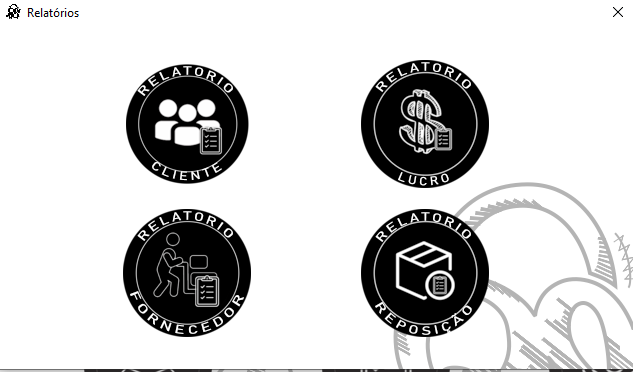 Relatórios
RELATORIO
CLIENTE
RELATORIO
LUCRO
RELATORIO
FORNECEDOR
RELATORIO
REPOSIÇÃO